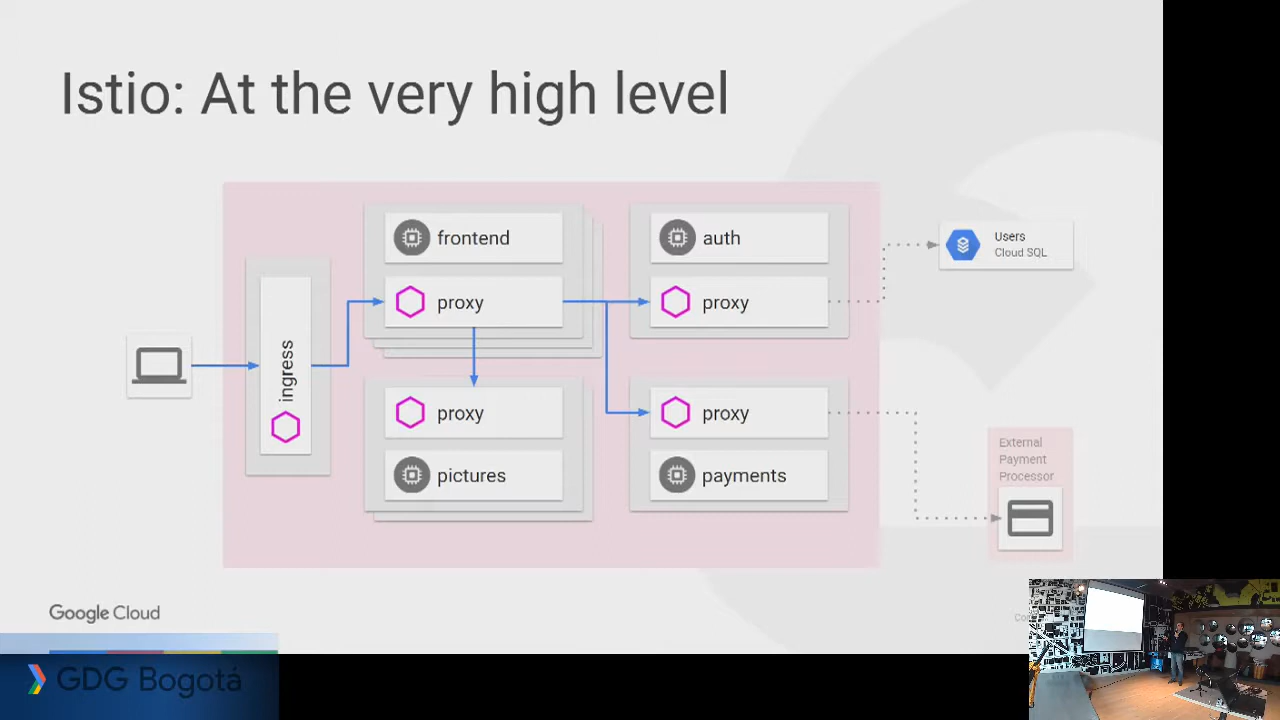 Istio: At the very high level
frontend
proxy
auth
proxy
Users
Cloud SQL
ingress
proxy
pictures
proxy
payments
External
Payment
Processor
Google Cloud
GDG Bogotá